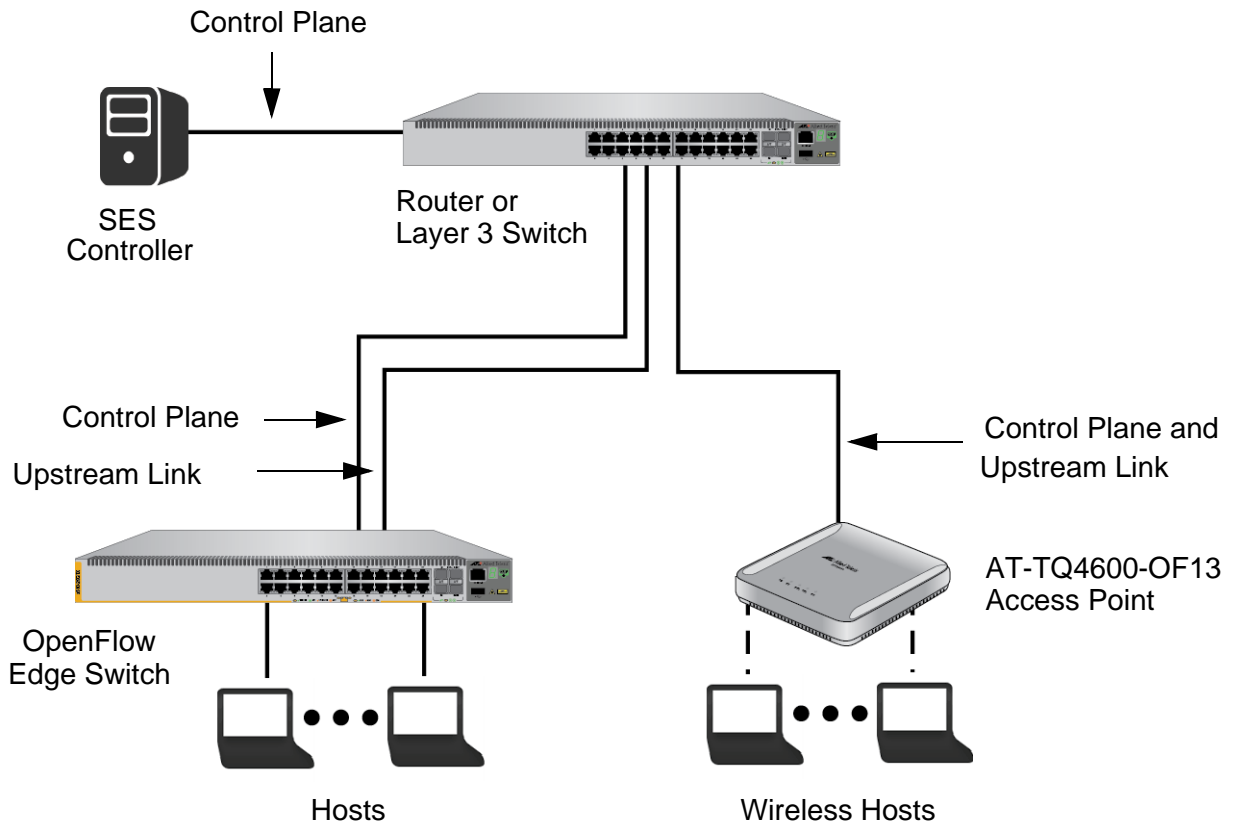 Control Plane
SES
Controller
Router or
Layer 3 Switch
Control Plane
Upstream Link
Control Plane and
Upstream Link
AT-TQ4600-OF13
Access Point
OpenFlow
Edge Switch
Hosts
Wireless Hosts